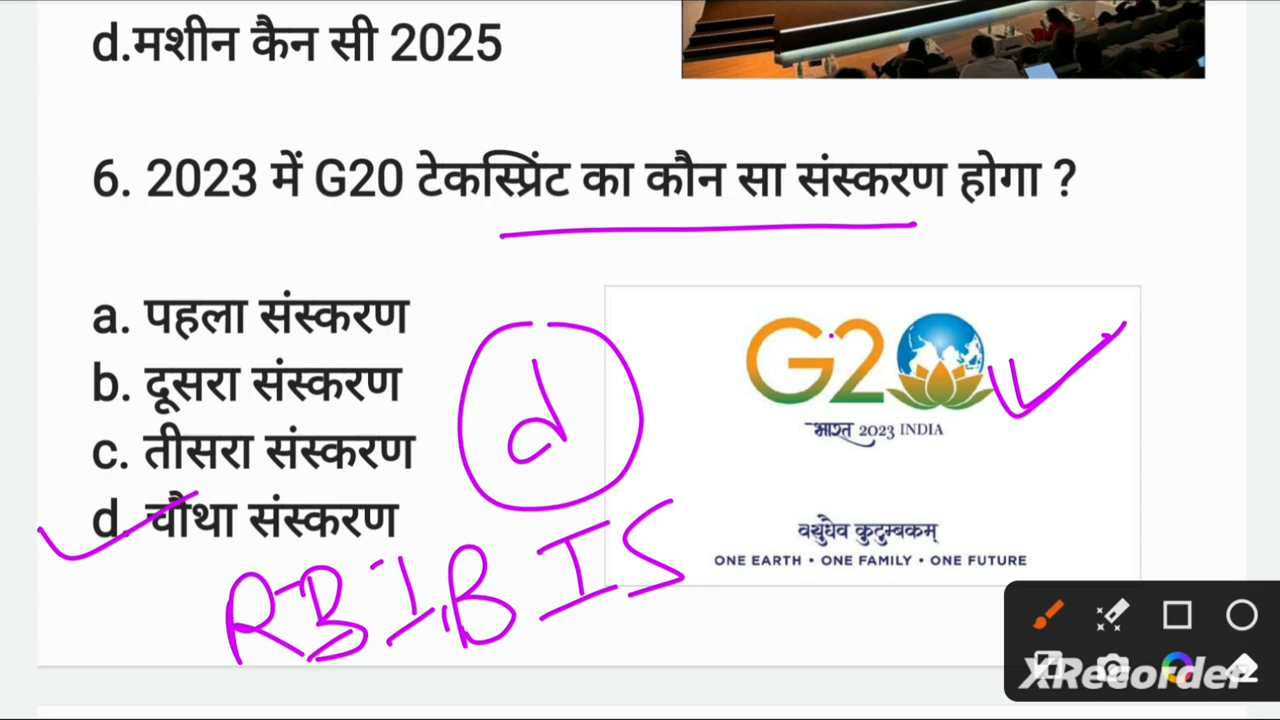 d.मशीन कैन सी 2025
6. 2023 में G20 टेकस्प्रिंट का कौन सा संस्करण होगा ?
a. पहला संस्करण
b. दूसरा संस्करण
c. तीसरा संस्करण
d. चौथा संस्करण
d
RBI,BIS
G20
भारत 2023 INDIA
वसुधैव कुटुम्बकम्
ONE EARTH • ONE FAMILY • ONE FUTURE
XRecorder